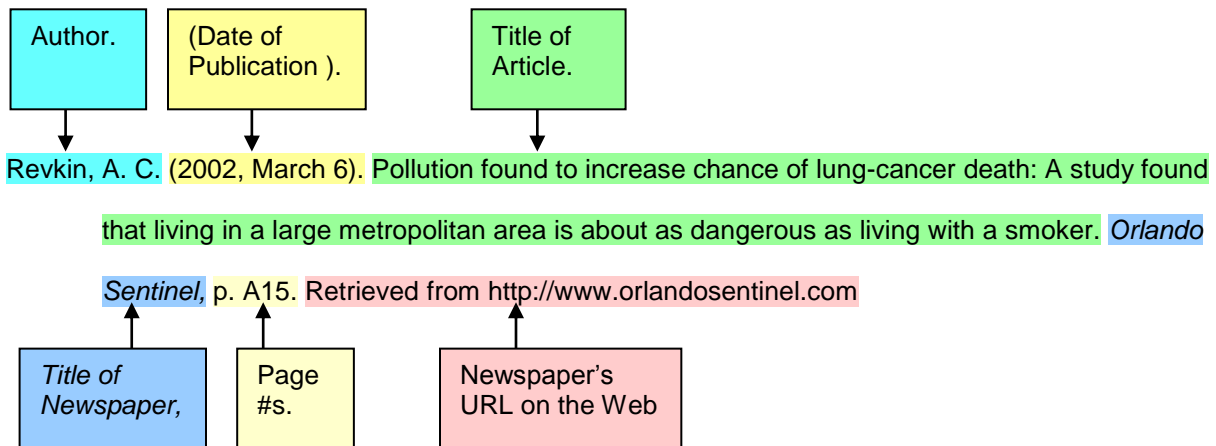 Author.
(Date of
Publication ).
Title of
Article.
Revkin, A. C. (2002, March 6). Pollution found to increase chance of lung-cancer death: A study found
that living in a large metropolitan area is about as dangerous as living with a smoker. Orlando
Sentinel, p. A15. Retrieved from http://www.orlandosentinel.com
Title of
Newspaper,
Page
#s.
Newspaper's
URL on the Web